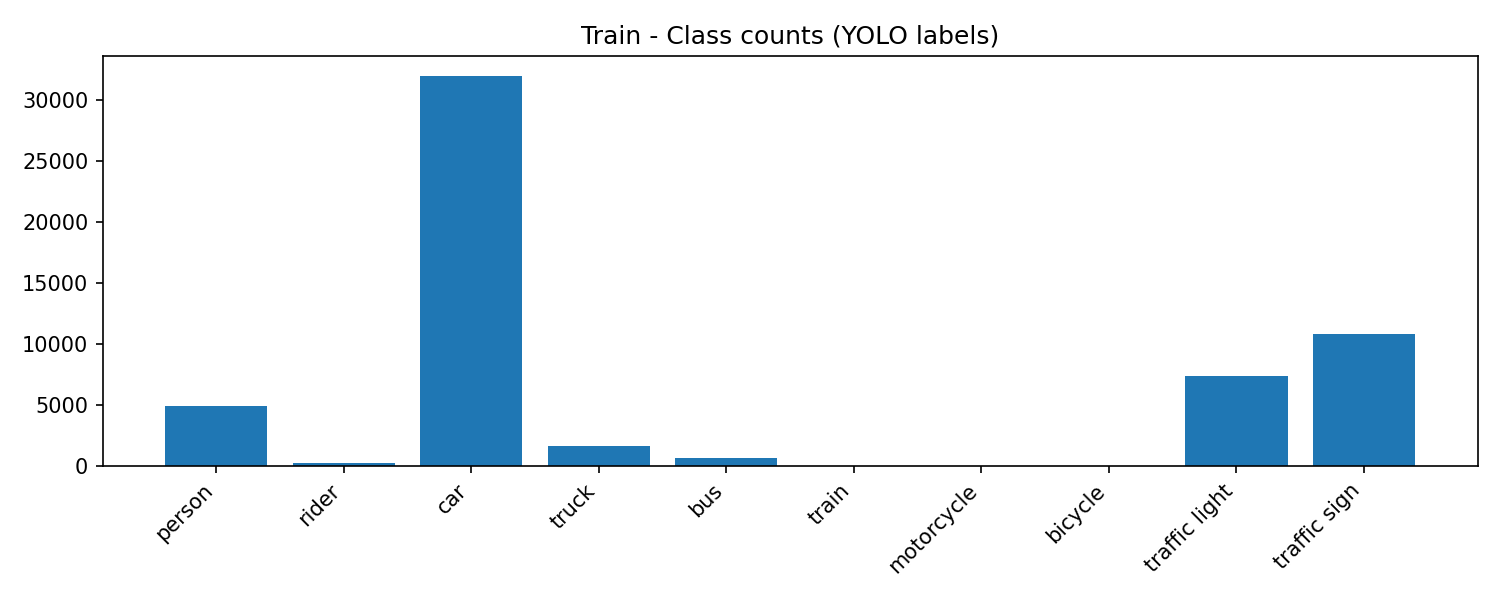 Train - Class counts (YOLO labels)
30000
25000
20000
15000
10000
5000
0
person
rider
car
truck
bus
train
motorcycle
bicycle
traffic light
traffic sign